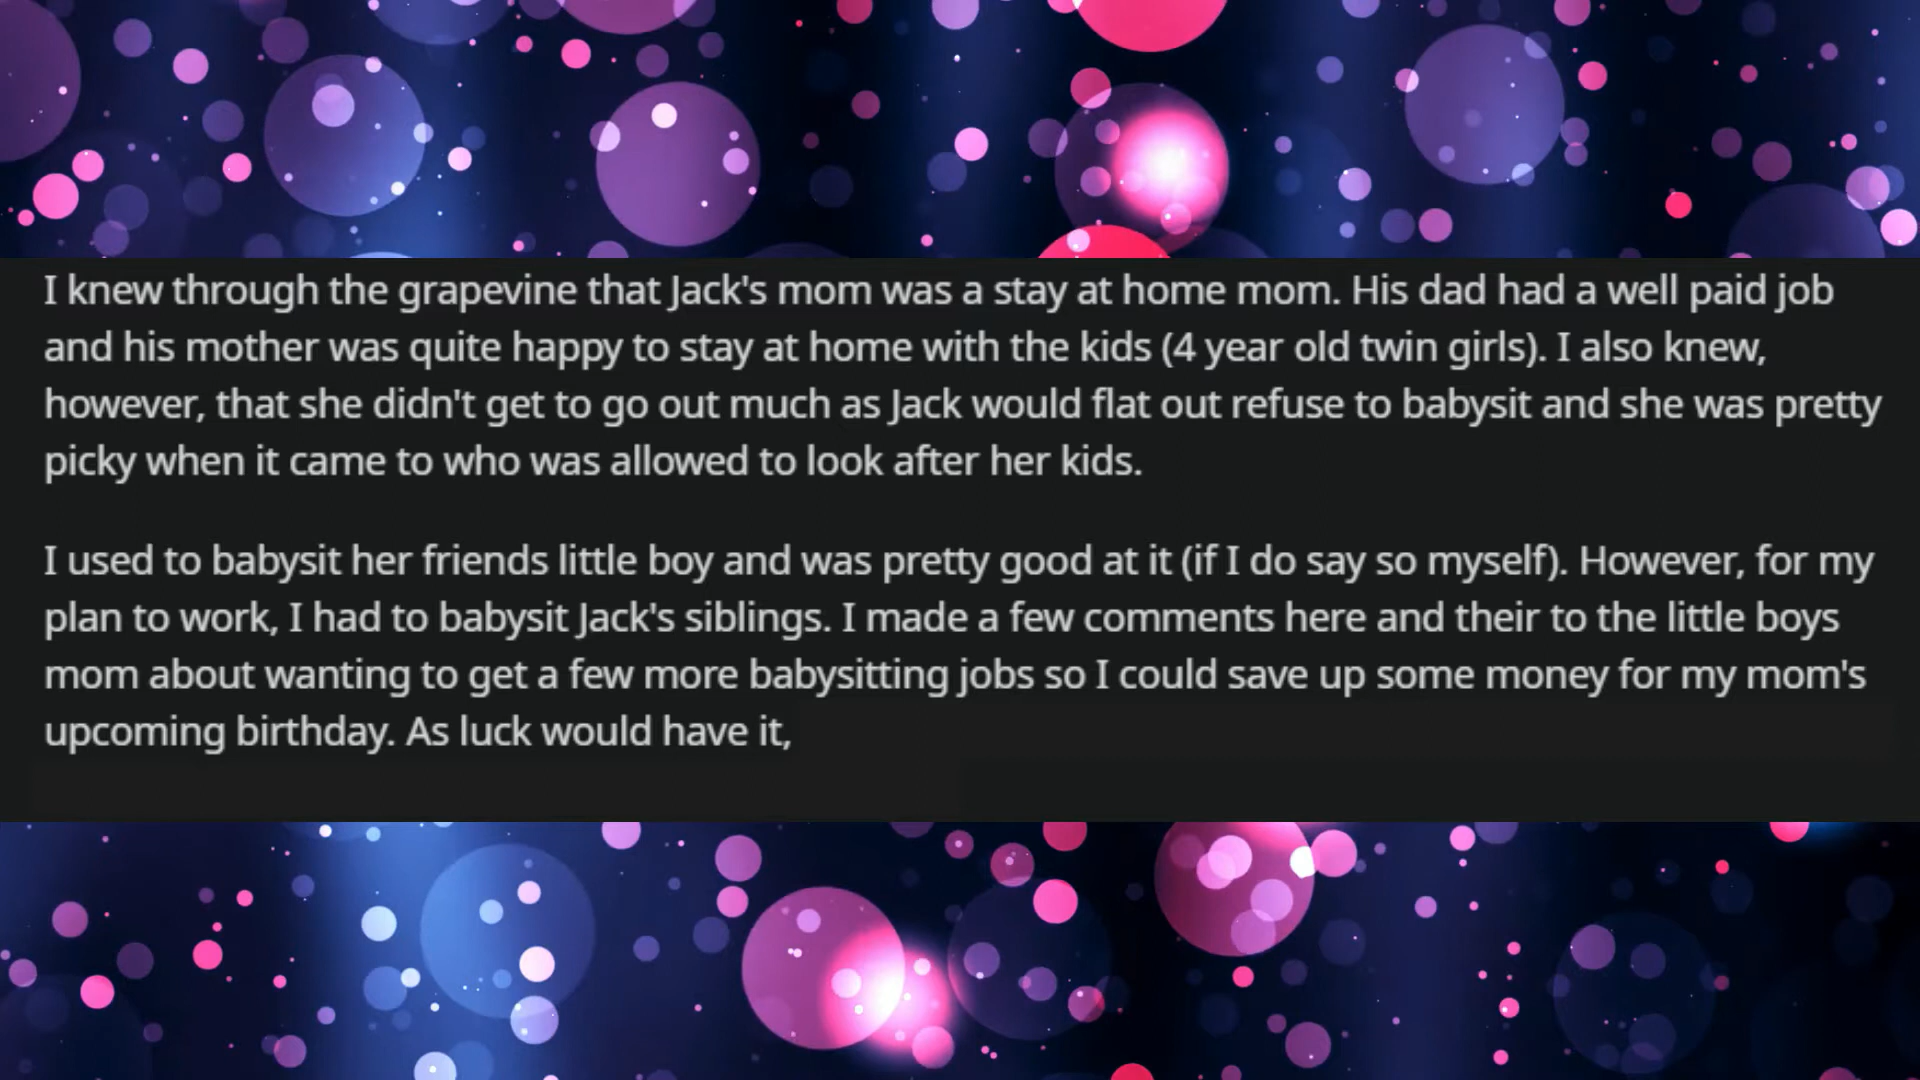 I knew through the grapevine that Jack's mom was a stay at home mom. His dad had a well paid job
and his mother was quite happy to stay at home with the kids (4 year old twin girls). I also knew,
however, that she didn't get to go out much as Jack would flat out refuse to babysit and she was pretty
picky when it came to who was allowed to look after her kids.
I used to babysit her friends little boy and was pretty good at it (if I do say so myself). However, for my
plan to work, I had to babysit Jack's siblings. I made a few comments here and their to the little boys
mom about wanting to get a few more babysitting jobs so I could save up some money for my mom's
upcoming birthday. As luck would have it,